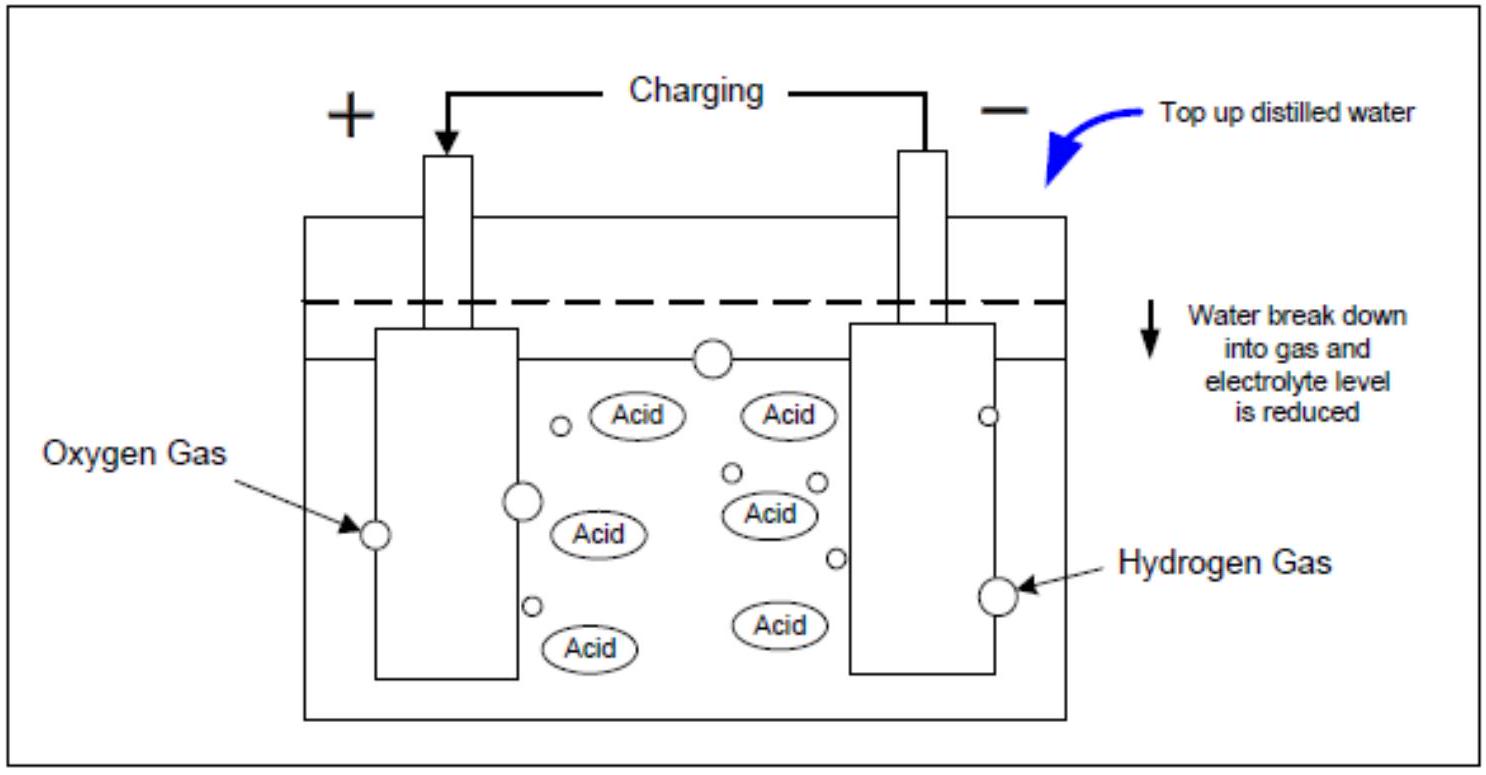 +
Charging
−
Top up distilled water
Water break down
into gas and
electrolyte level
is reduced
Acid
Acid
Oxygen Gas
Acid
Acid
Hydrogen Gas
Acid
Acid